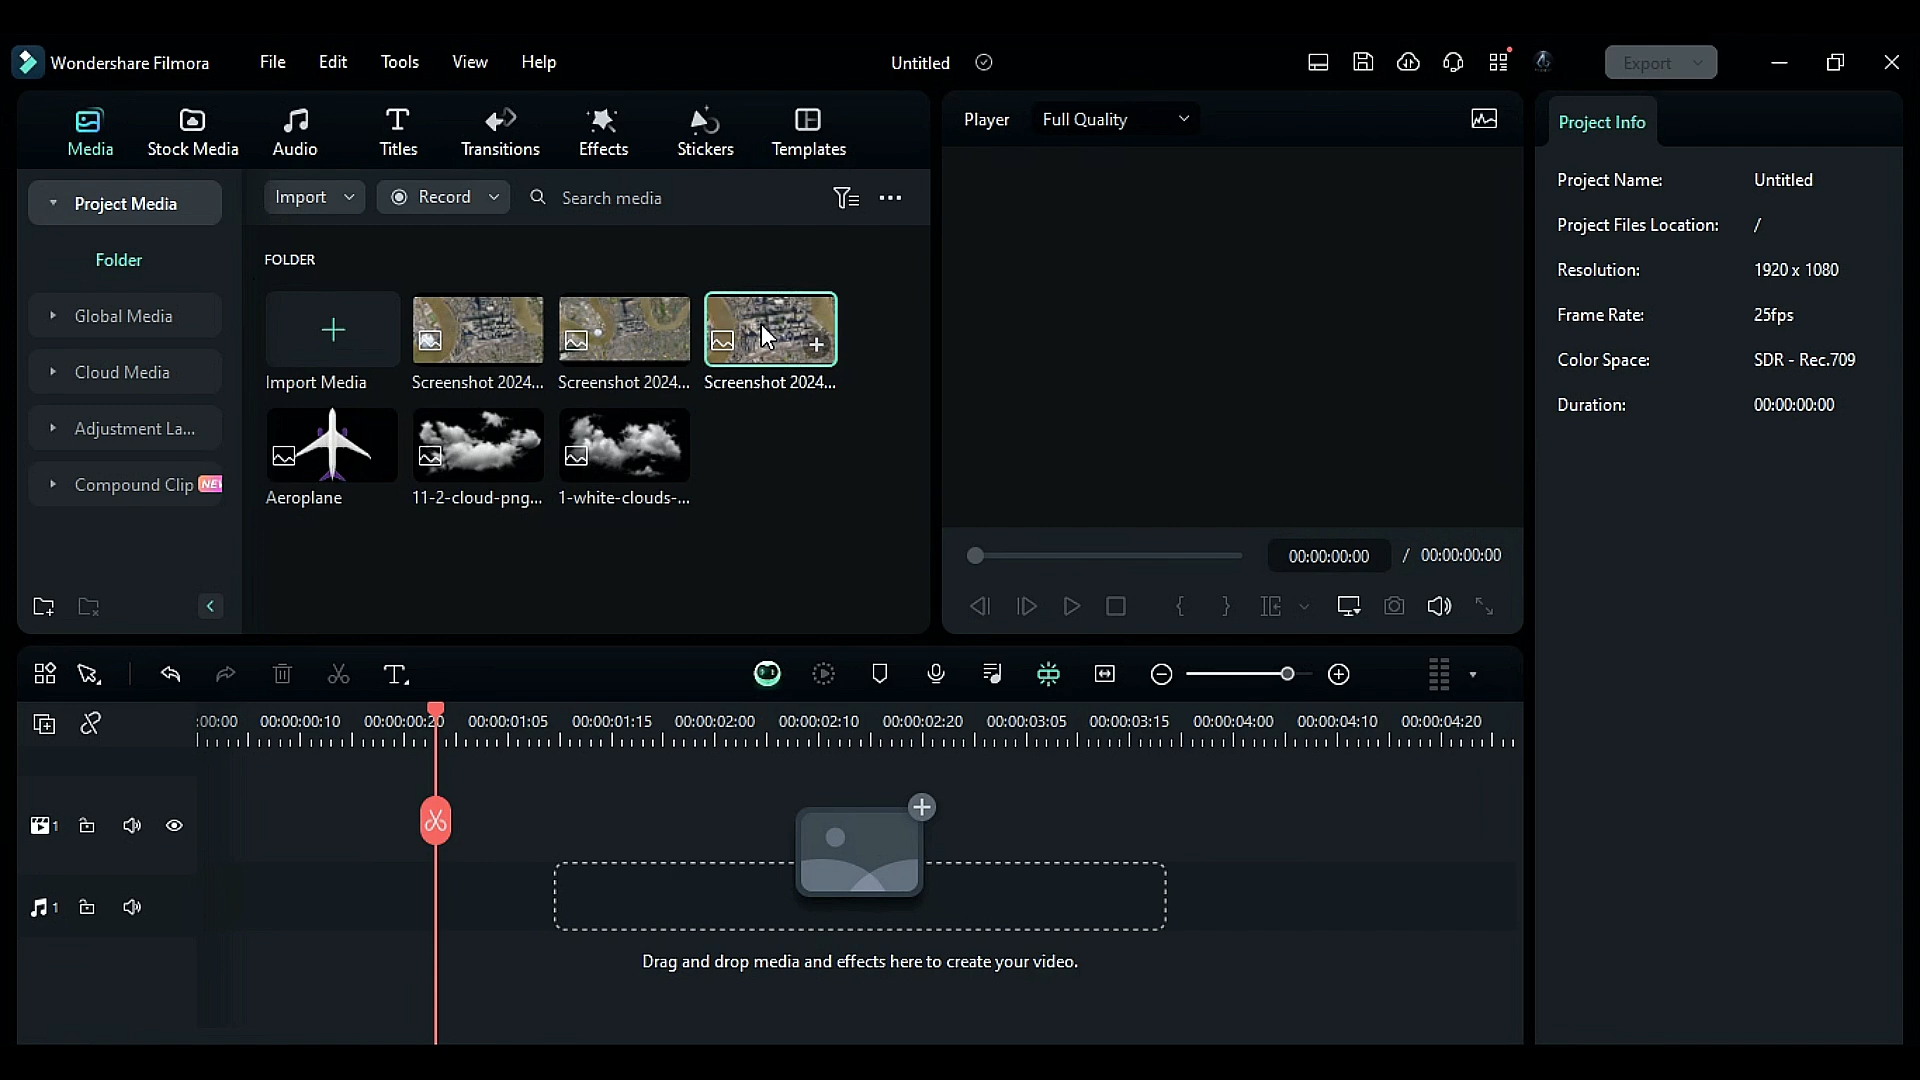 Wondershare Filmora File Edit Tools View Help Untitled Export
Media Stock Media Audio Titles Transitions Effects Stickers Templates
Project Media
Folder
Global Media
Cloud Media
Adjustment La...
Compound Clip
Import Record Search media
FOLDER
Import Media Screenshot 2024... Screenshot 2024... Screenshot 2024...
Aeroplane 11-2-cloud-png... 1-white-clouds-...
Player Full Quality
00:00:00:00 / 00:00:00:00
Project Info
Project Name: Untitled
Project Files Location: /
Resolution: 1920 x 1080
Frame Rate: 25fps
Color Space: SDR - Rec.709
Duration: 00:00:00:00
:00:00 00:00:00:10 00:00:00:20 00:00:01:05 00:00:01:15 00:00:02:00 00:00:02:10 00:00:02:20 00:00:03:05 00:00:03:15 00:00:04:00 00:00:04:10 00:00:04:20
1
1
Drag and drop media and effects here to create your video.